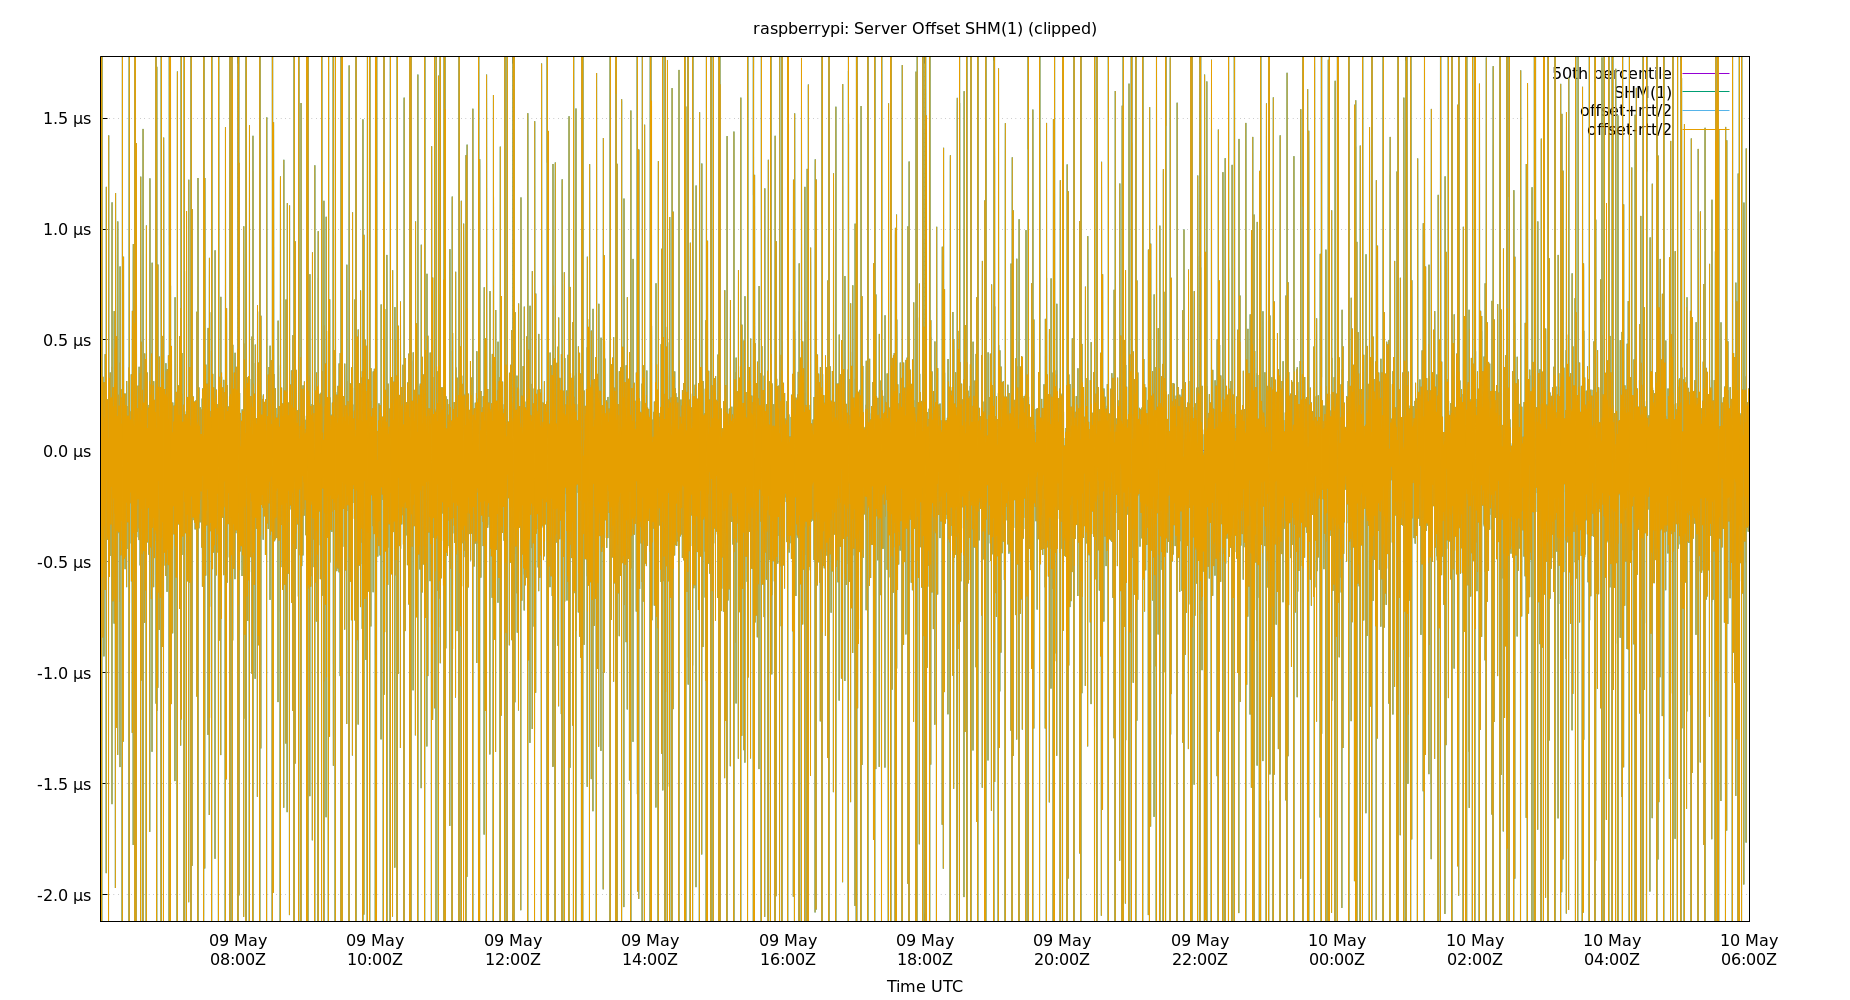 raspberrypi: Server Offset SHM(1) (clipped)
50th percentile
SHM(1)
offset+rtt/2
offset-rtt/2
1.5 µs
1.0 µs
0.5 µs
0.0 µs
-0.5 µs
-1.0 µs
-1.5 µs
-2.0 µs
09 May 09 May 09 May 09 May 09 May 09 May 09 May 09 May 10 May 10 May 10 May 10 May
08:00Z 10:00Z 12:00Z 14:00Z 16:00Z 18:00Z 20:00Z 22:00Z 00:00Z 02:00Z 04:00Z 06:00Z
Time UTC